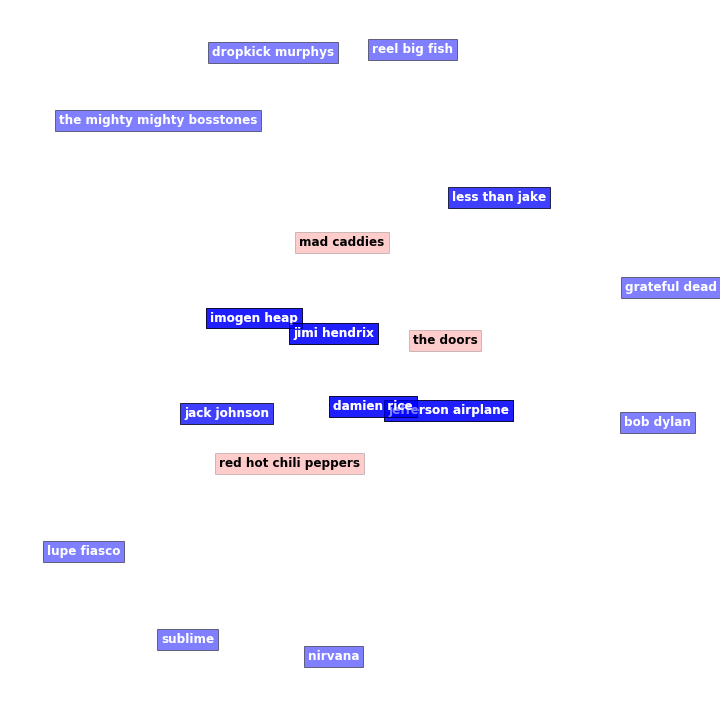 dropkick murphys
reel big fish
the mighty mighty bosstones
less than jake
mad caddies
grateful dead
imogen heap
jimi hendrix
the doors
jack johnson
damien rice
jefferson airplane
bob dylan
red hot chili peppers
lupe fiasco
sublime
nirvana